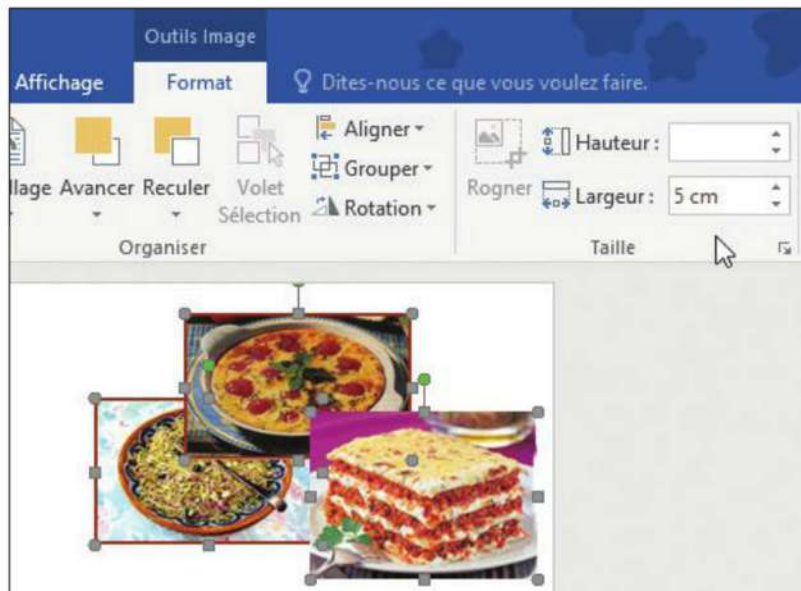 Outils Image
Affichage Format Dites-nous ce que vous voulez faire.
Aligner
Hauteur :
Grouper
llage Avancer Reculer Volet Sélection
Rotation
Rogner Largeur : 5 cm
Organiser Taille